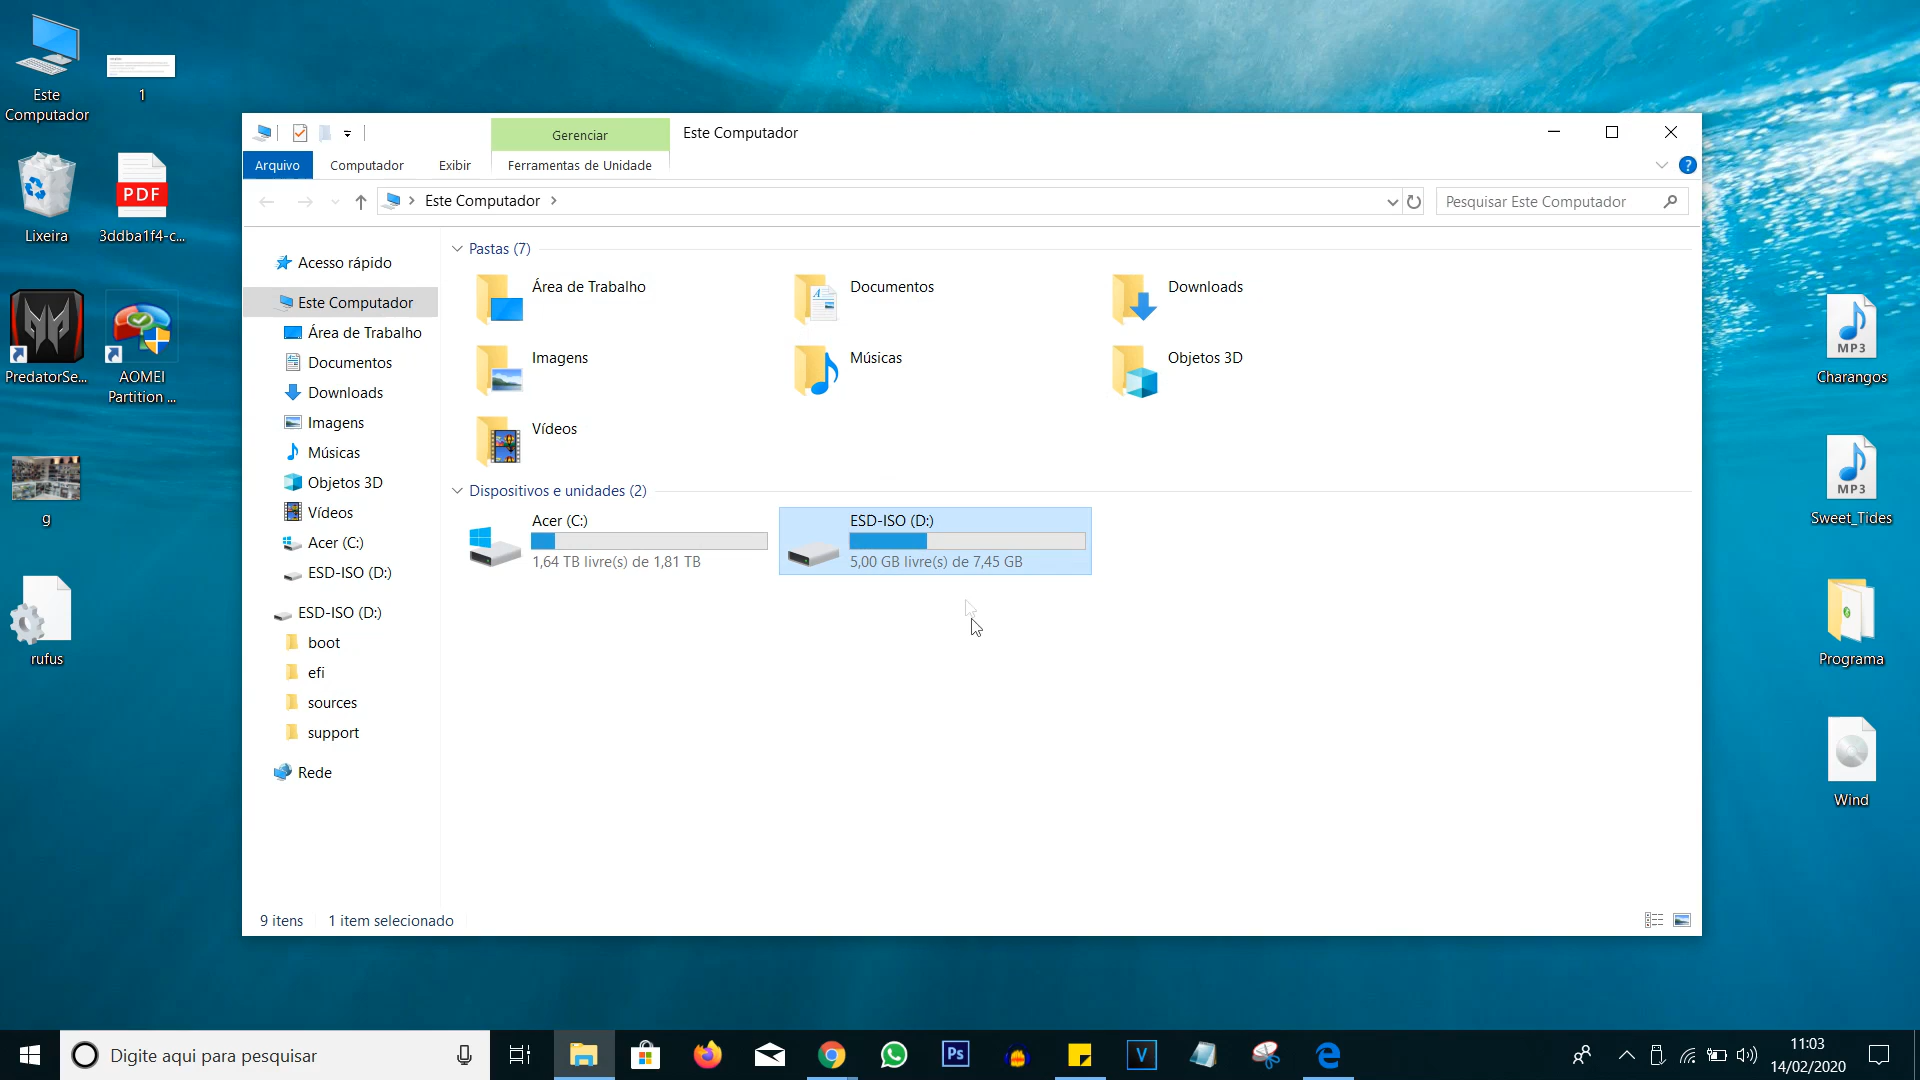 Este
Computador
1
Lixeira
PDF
3ddba1f4-c...
PredatorSe...
AOMEI
Partition ...
g
rufus
Gerenciar
Este Computador
Arquivo
Computador
Exibir
Ferramentas de Unidade
?
Este Computador
Pesquisar Este Computador
Acesso rápido
Este Computador
Área de Trabalho
Documentos
Downloads
Imagens
Músicas
Objetos 3D
Vídeos
Acer (C:)
ESD-ISO (D:)
ESD-ISO (D:)
boot
efi
sources
support
Rede
Pastas (7)
Área de Trabalho
Documentos
Downloads
Imagens
Músicas
Objetos 3D
Vídeos
Dispositivos e unidades (2)
Acer (C:)
1,64 TB livre(s) de 1,81 TB
ESD-ISO (D:)
5,00 GB livre(s) de 7,45 GB
9 itens
1 item selecionado
MP3
Charangos
MP3
Sweet_Tides
Programa
Wind
Digite aqui para pesquisar
Ps
V
11:03
14/02/2020